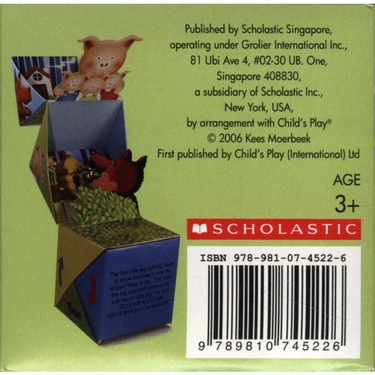 Published by Scholastic Singapore,
operating under Grolier International Inc.,
81 Ubi Ave 4, #02-30 UB. One,
Singapore 408830,
a subsidiary of Scholastic Inc.,
New York, USA,
by arrangement with Child's Play®
© 2006 Kees Moerbeek
First published by Child's Play (International) Ltd
AGE
3+
SCHOLASTIC
ISBN 978-981-07-4522-6
9 789810 745226